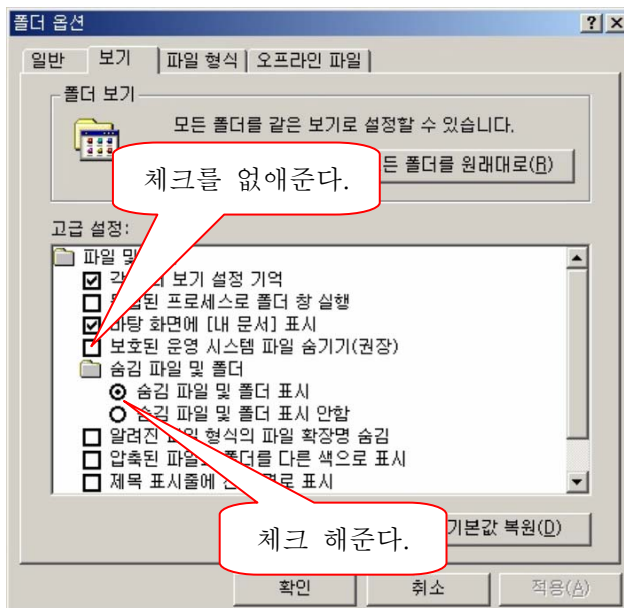 폴더 옵션
일반 보기 파일 형식 오프라인 파일
폴더 보기
모든 폴더를 같은 보기로 설정할 수 있습니다.
체크를 없애준다.
든 폴더를 원래대로(R)
고급 설정:
파일 및
각 보기 설정 기억
된 프로세스로 폴더 창 실행
바탕 화면에 [내 문서] 표시
보호된 운영 시스템 파일 숨기기(권장)
숨김 파일 및 폴더
숨김 파일 및 폴더 표시
숨김 파일 및 폴더 표시 안함
알려진 파일 형식의 파일 확장명 숨김
압축된 파일 폴더를 다른 색으로 표시
제목 표시줄에 로 표시
체크 해준다.
기본값 복원(D)
확인 취소 적용(A)